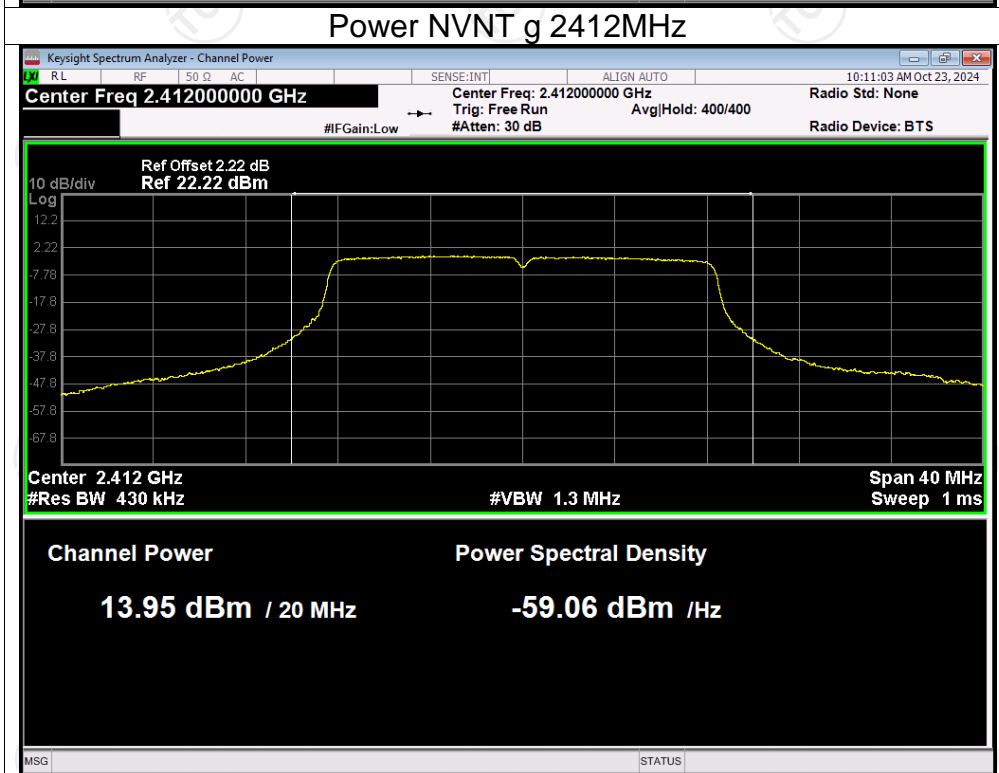 Power NVNT g 2412MHz
Keysight Spectrum Analyzer - Channel Power
LXI RL RF 50 Ω AC SENSE:INT ALIGN AUTO 10:11:03 AM Oct 23, 2024
Center Freq 2.412000000 GHz Center Freq: 2.412000000 GHz Radio Std: None
Trig: Free Run Avg|Hold: 400/400
#IFGain:Low #Atten: 30 dB Radio Device: BTS
Ref Offset 2.22 dB
10 dB/div Ref 22.22 dBm
Log
12.2
2.22
-7.78
-17.8
-27.8
-37.8
-47.8
-57.8
-67.8
Center 2.412 GHz Span 40 MHz
#Res BW 430 kHz #VBW 1.3 MHz Sweep 1 ms
Channel Power Power Spectral Density
13.95 dBm / 20 MHz -59.06 dBm /Hz
MSG STATUS